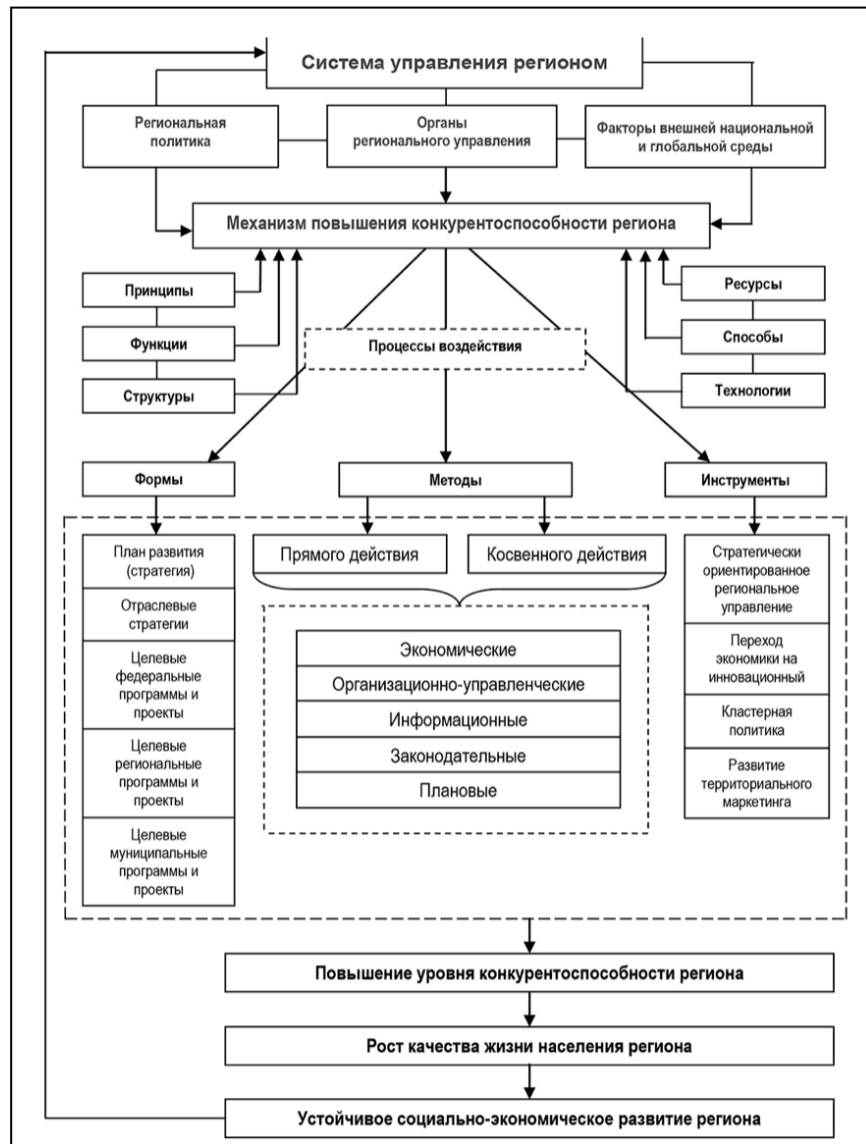 Система управления регионом
Региональная
политика
Органы
регионального управления
Факторы внешней национальной
и глобальной среды
Механизм повышения конкурентоспособности региона
Принципы
Функции
Структуры
Ресурсы
Способы
Технологии
Процессы воздействия
Формы
Методы
Инструменты
План развития
(стратегия)
Отраслевые
стратегии
Целевые
федеральные
программы и
проекты
Целевые
региональные
программы и
проекты
Целевые
муниципальные
программы и
проекты
Прямого действия
Косвенного действия
Экономические
Организационно-управленческие
Информационные
Законодательные
Плановые
Стратегически
ориентированное
региональное
управление
Переход
экономики на
инновационный
Кластерная
политика
Развитие
территориального
маркетинга
Повышение уровня конкурентоспособности региона
Рост качества жизни населения региона
Устойчивое социально-экономическое развитие региона